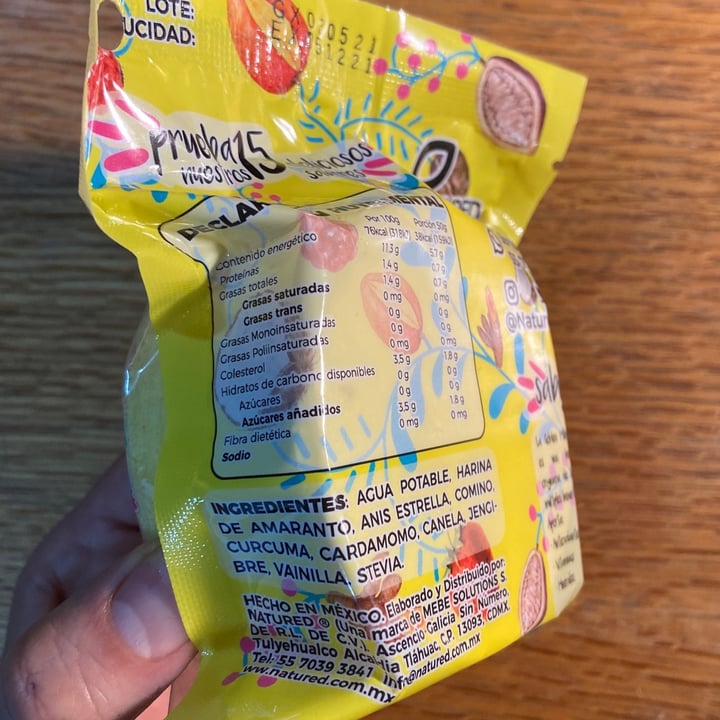 LOTE:
UCIDAD:
prueba 15 deliciosos
nuestros sabores
Por 100g Porción 50g
Contenido energético 76kcal
Proteínas 11.3 g 5.7 g
Grasas totales 1.4 g 0.7 g
Grasas saturadas 1.4 g 0.7 g
Grasas trans 0 mg 0 mg
Grasas Monoinsaturadas 0 g 0 g
Grasas Poliinsaturadas 0 g 0 g
Colesterol 0 mg 0 mg
Hidratos de carbono disponibles 3.5 g 1.8 g
Azúcares 0 g 0 g
Azúcares añadidos 0 g 0 g
Fibra dietética 3.5 g 1.8 g
Sodio 0 mg 0 mg
INGREDIENTES: AGUA POTABLE, HARINA
DE AMARANTO, ANIS ESTRELLA, COMINO,
CURCUMA, CARDAMOMO, CANELA, JENGI-
BRE, VAINILLA, STEVIA.
HECHO EN MÉXICO. Elaborado y Distribuido por:
NATURED ® (Una marca de MEBE SOLUTIONS S.
DE R.L. DE C.V.) Ascencio Galicia Sin Número,
Tulyehualco Alcaldía Tláhuac, C.P. 13093, CDMX.
Tel: 55 7039 3841 info@natured.com.mx
www.natured.com.mx
@Natur